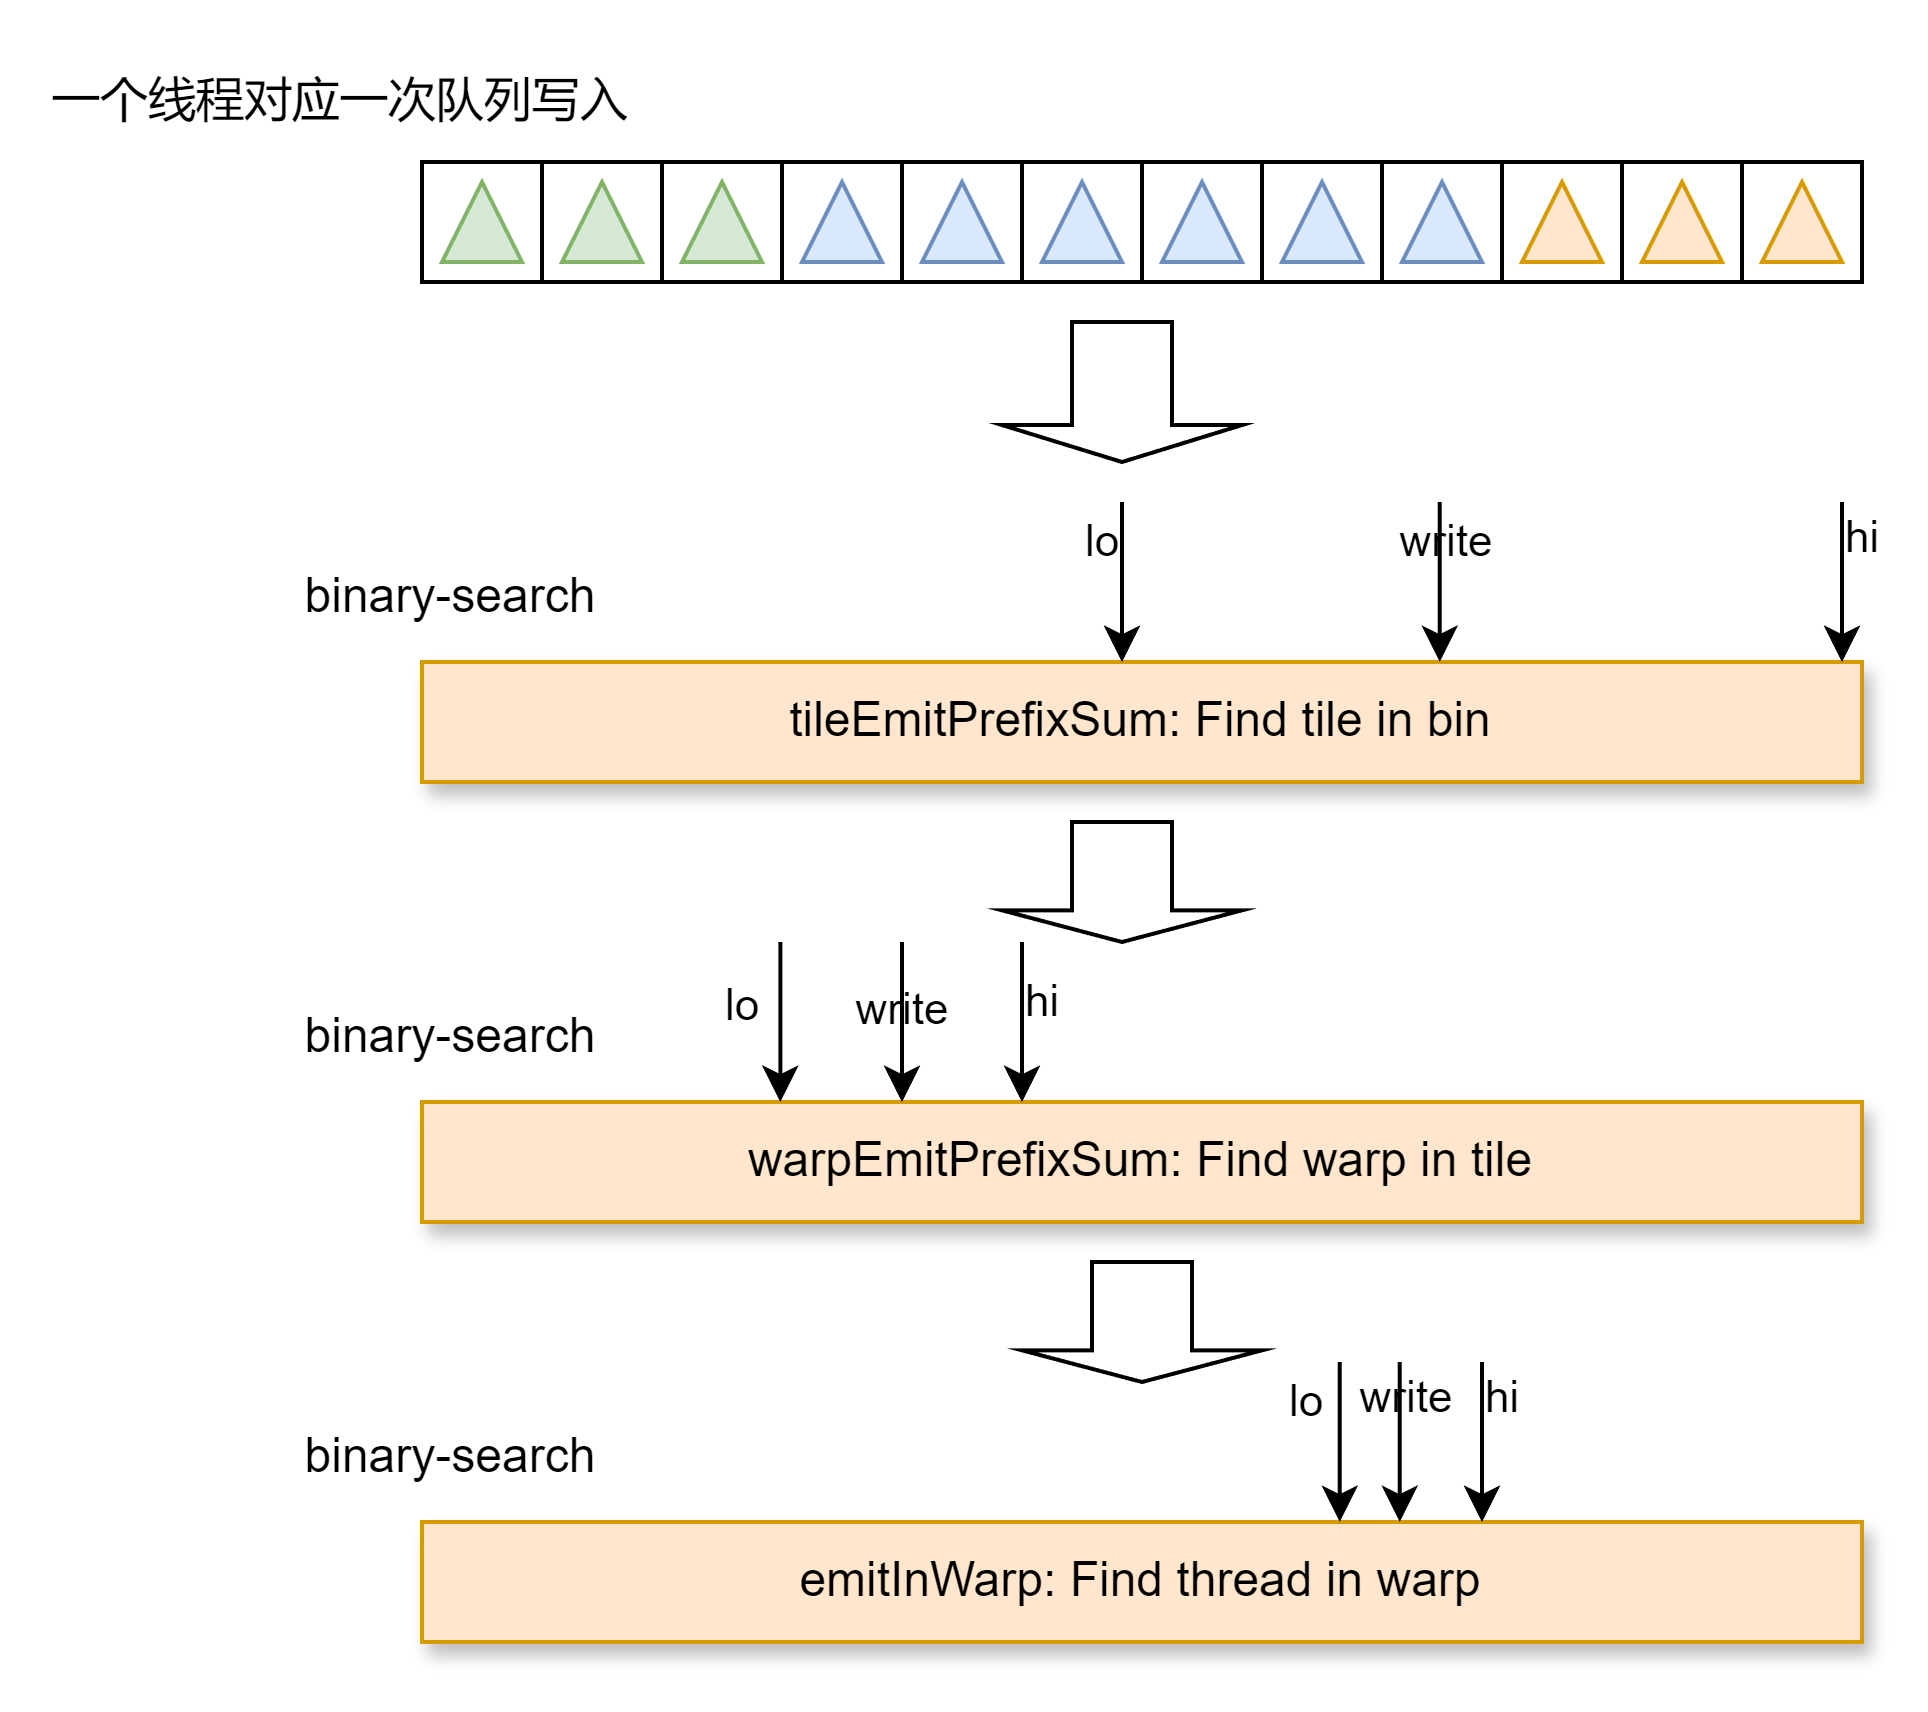 一个线程对应一次队列写入
lo
write
hi
binary-search
tileEmitPrefixSum: Find tile in bin
lo
write
hi
binary-search
warpEmitPrefixSum: Find warp in tile
lo
write
hi
binary-search
emitInWarp: Find thread in warp